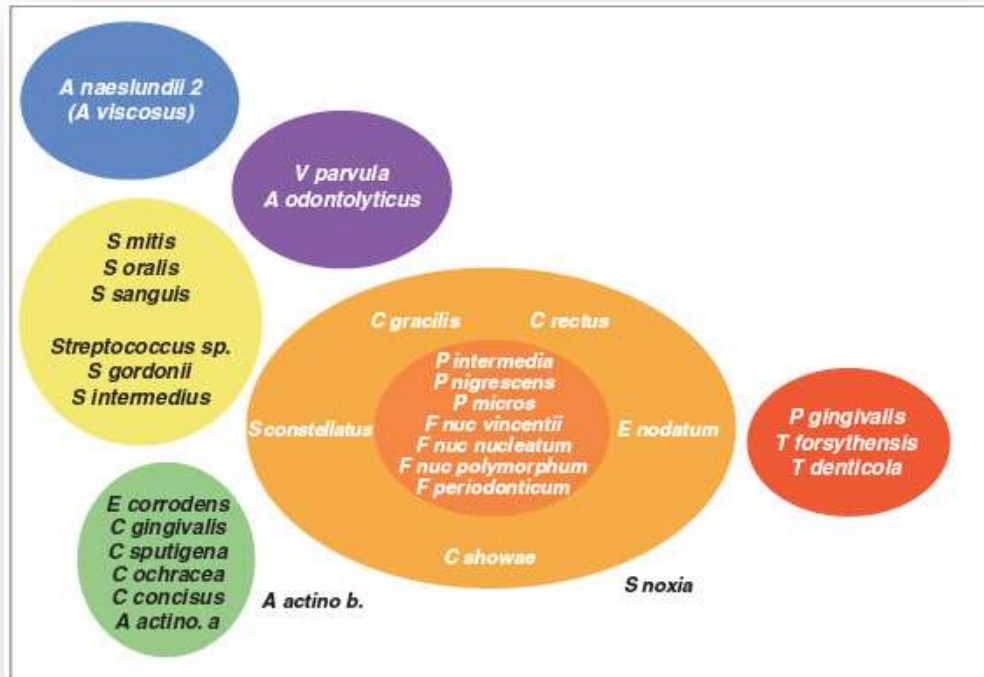 A naeslundii 2
(A viscosus)
V parvula
A odontolyticus
S mitis
S oralis
S sanguis
Streptococcus sp.
S gordonii
S intermedius
C gracilis
C rectus
P intermedia
P nigrescens
P micros
F nuc vincentii
F nuc nucleatum
F nuc polymorphum
F periodonticum
S constellatus
E nodatum
C showae
P gingivalis
T forsythensis
T denticola
E corrodens
C gingivalis
C sputigena
C ochracea
C concisus
A actino. a
A actino b.
S noxia